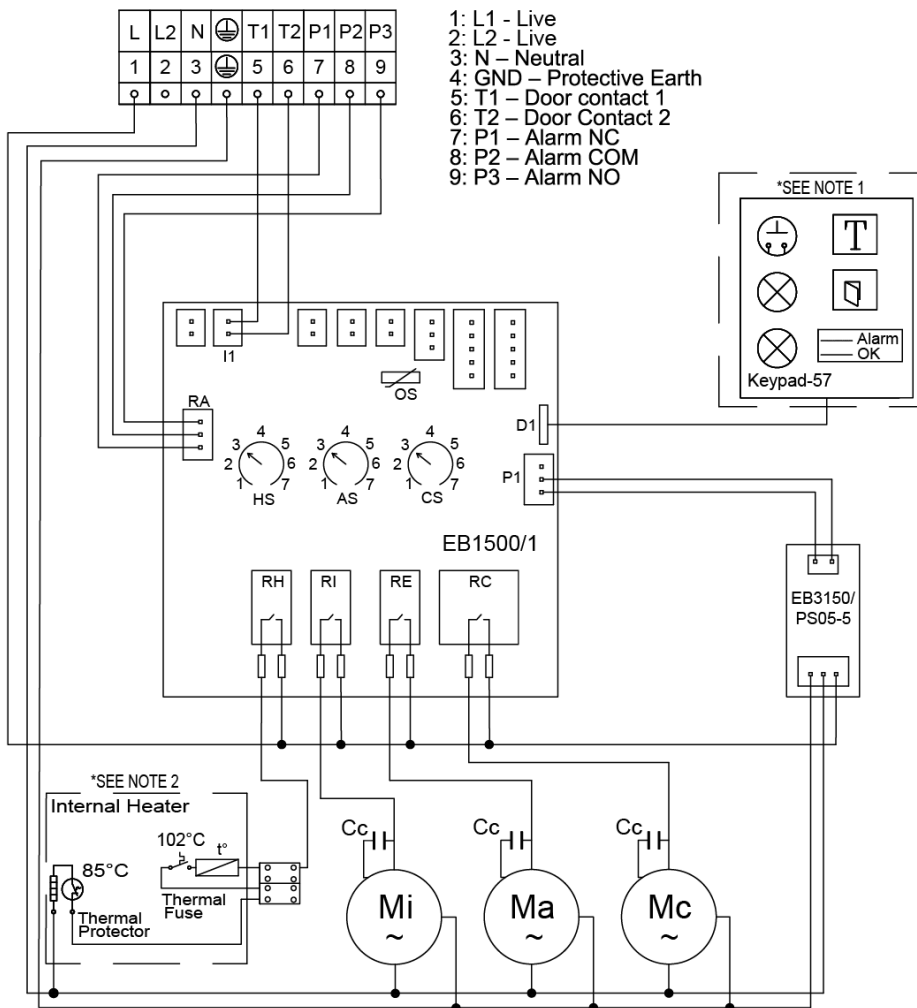 L L2 N T1 T2 P1 P2 P3
1 2 3 5 6 7 8 9
1: L1 - Live
2: L2 - Live
3: N – Neutral
4: GND – Protective Earth
5: T1 – Door contact 1
6: T2 – Door Contact 2
7: P1 – Alarm NC
8: P2 – Alarm COM
9: P3 – Alarm NO
*SEE NOTE 1
T
Alarm
OK
Keypad-57
I1
OS
RA
D1
P1
1 2 3 4 5 6 7
HS
1 2 3 4 5 6 7
AS
1 2 3 4 5 6 7
CS
EB1500/1
EB3150/
PS05-5
RH RI RE RC
*SEE NOTE 2
Internal Heater
102°C t°
85°C
Thermal
Fuse
Thermal
Protector
Cc Cc Cc
Mi Ma Mc
~ ~ ~